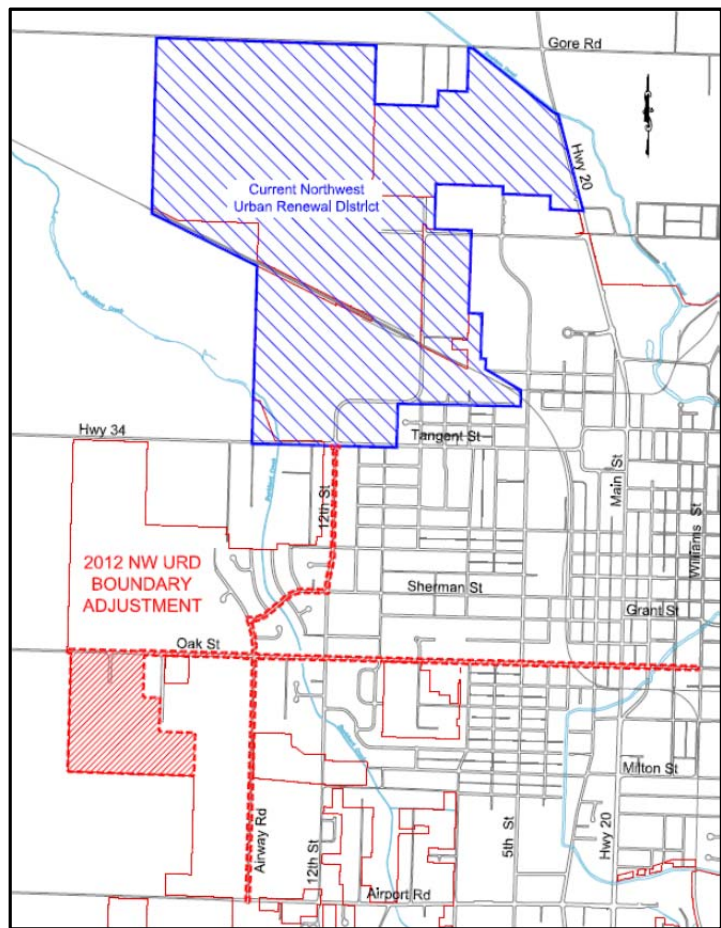 Gore Rd
Hwy 20
Current Northwest
Urban Renewal District
Hwy 34
Tangent St
12th St
Main St
Williams St
2012 NW URD
BOUNDARY
ADJUSTMENT
Sherman St
Grant St
Oak St
Milton St
Airway Rd
12th St
5th St
Hwy 20
Airport Rd